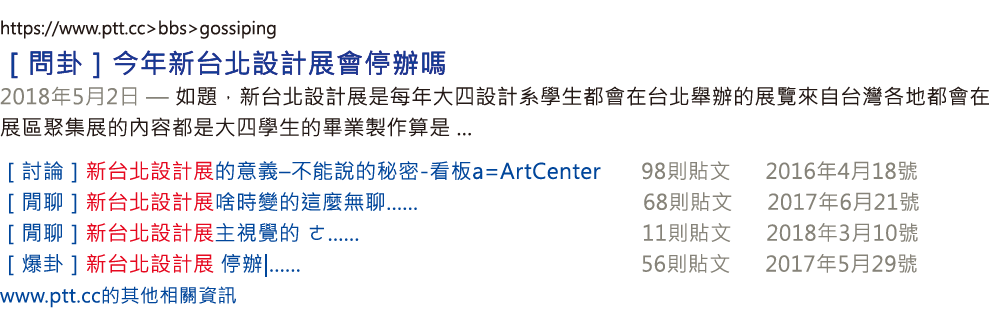 https://www.ptt.cc>bbs>gossiping
[ 問卦 ] 今年新台北設計展會停辦嗎
2018年5月2日 — 如題，新台北設計展是每年大四設計系學生都會在台北舉辦的展覽來自台灣各地都會在
展區聚集展的內容都是大四學生的畢業製作算是 ...
[ 討論 ] 新台北設計展的意義–不能說的秘密-看板a=ArtCenter 98則貼文 2016年4月18號
[ 閒聊 ] 新台北設計展啥時變的這麼無聊...... 68則貼文 2017年6月21號
[ 閒聊 ] 新台北設計展主視覺的 ㄜ...... 11則貼文 2018年3月10號
[ 爆卦 ] 新台北設計展 停辦|...... 56則貼文 2017年5月29號
www.ptt.cc的其他相關資訊